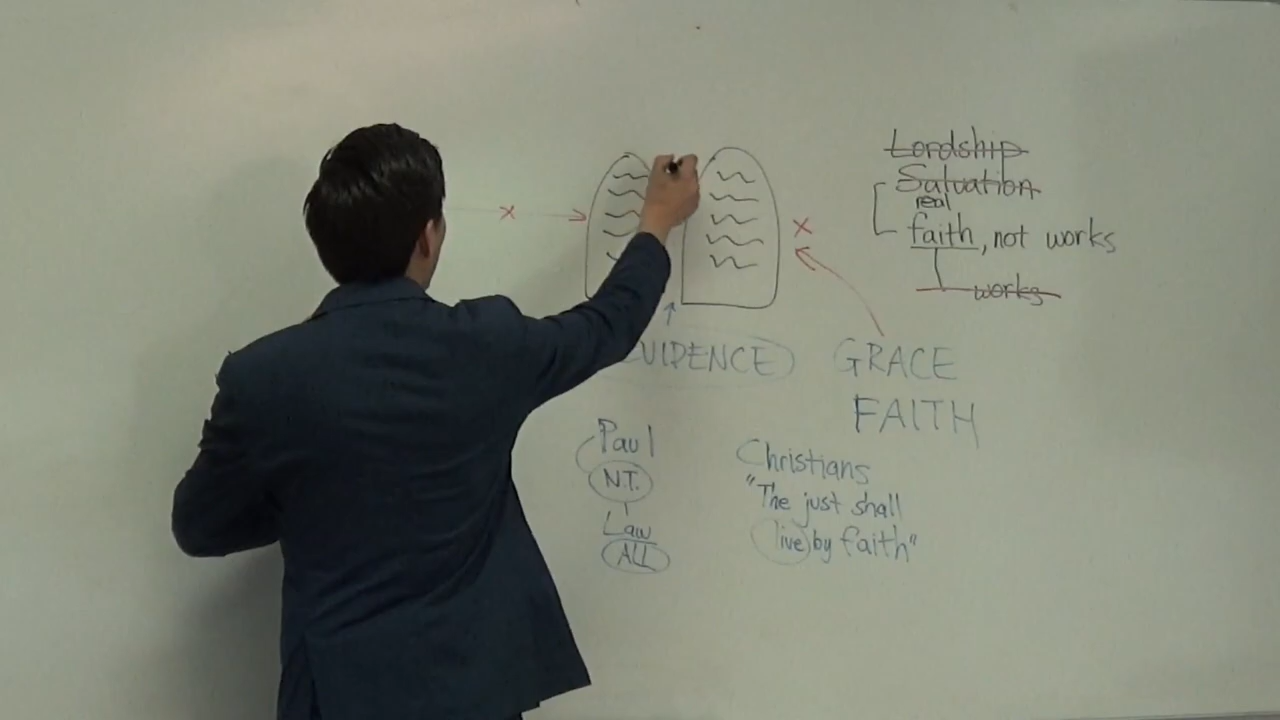 Lordship
Salvation
real
faith, not works
works
VIDENCE
GRACE
FAITH
Paul
N.T.
Law
ALL
Christians
"The just shall
live) by faith"